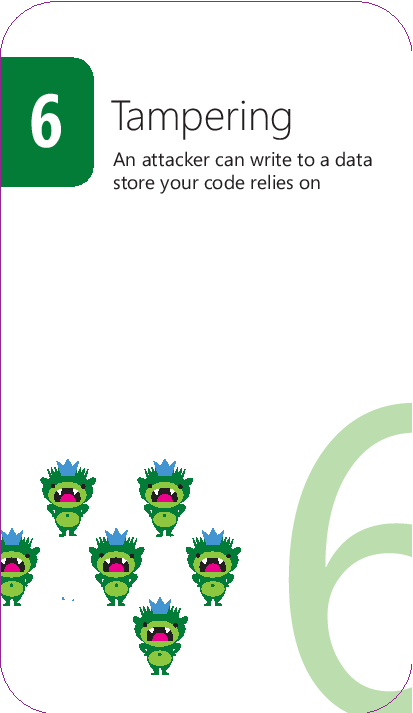 6
Tampering
An attacker can write to a data
store your code relies on
6